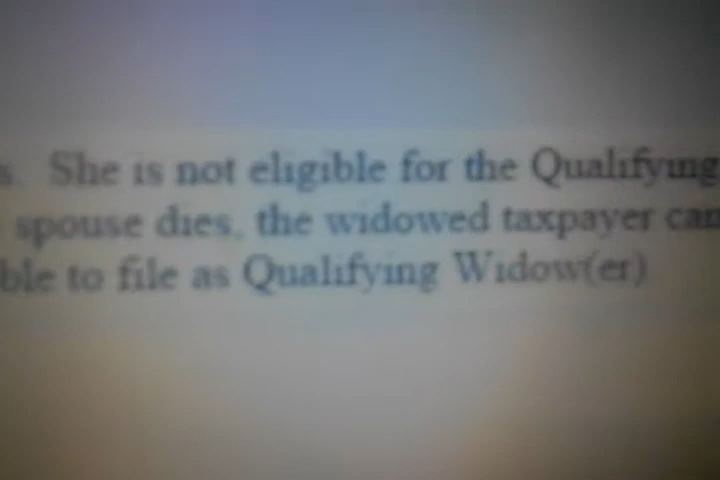 s. She is not eligible for the Qualifying
spouse dies, the widowed taxpayer can
ble to file as Qualifying Widow(er)